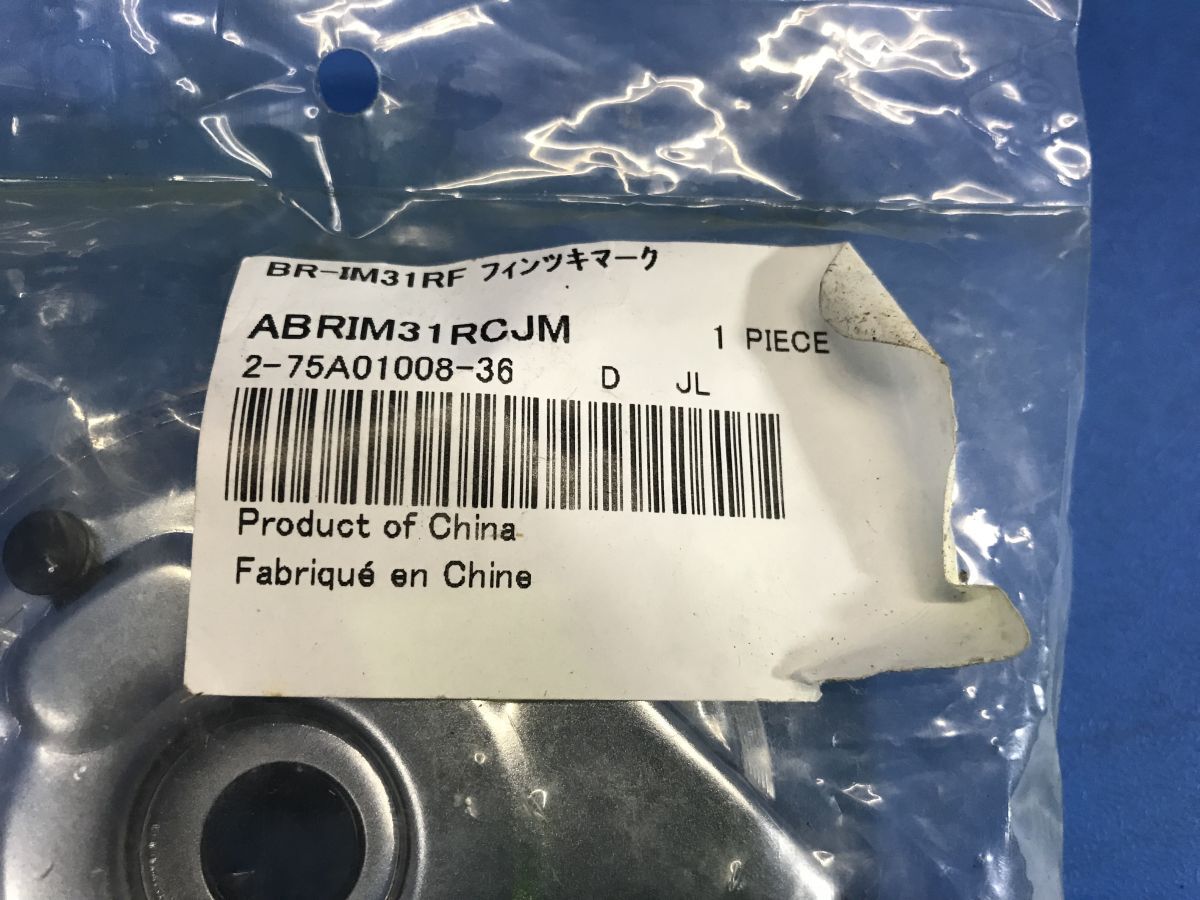 BR-IM31RF フィンツキマーク
ABRIM31RCJM 1 PIECE
2-75A01008-36 D JL
Product of China
Fabriqué en Chine